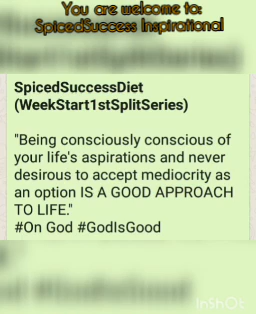 You are welcome to:
SpicedSuccess Inspirational
SpicedSuccessDiet
(WeekStart1stSplitSeries)
"Being consciously conscious of
your life's aspirations and never
desirous to accept mediocrity as
an option IS A GOOD APPROACH
TO LIFE."
#On God #GodIsGood
InShOt